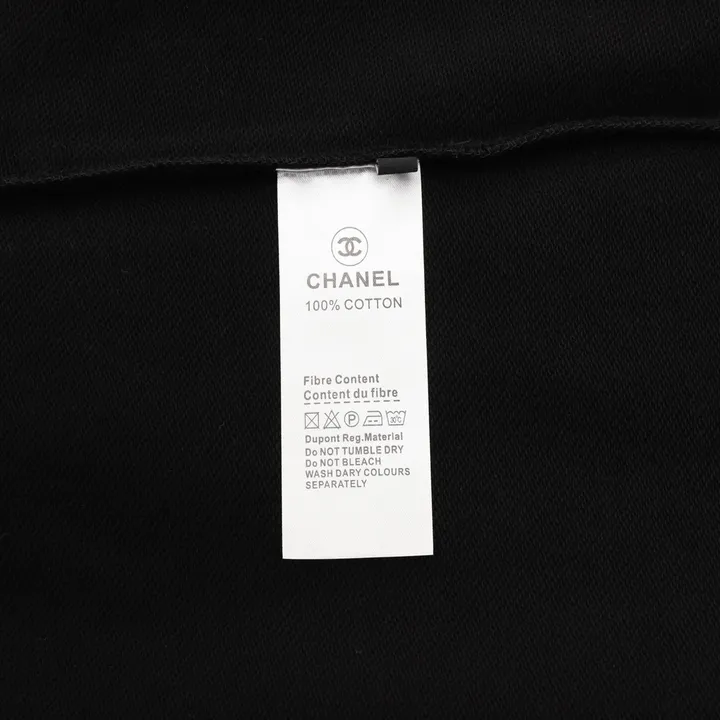 CHANEL
100% COTTON
Fibre Content
Content du fibre
P 30°C
Dupont Reg.Material
Do NOT TUMBLE DRY
Do NOT BLEACH
WASH DARY COLOURS
SEPARATELY